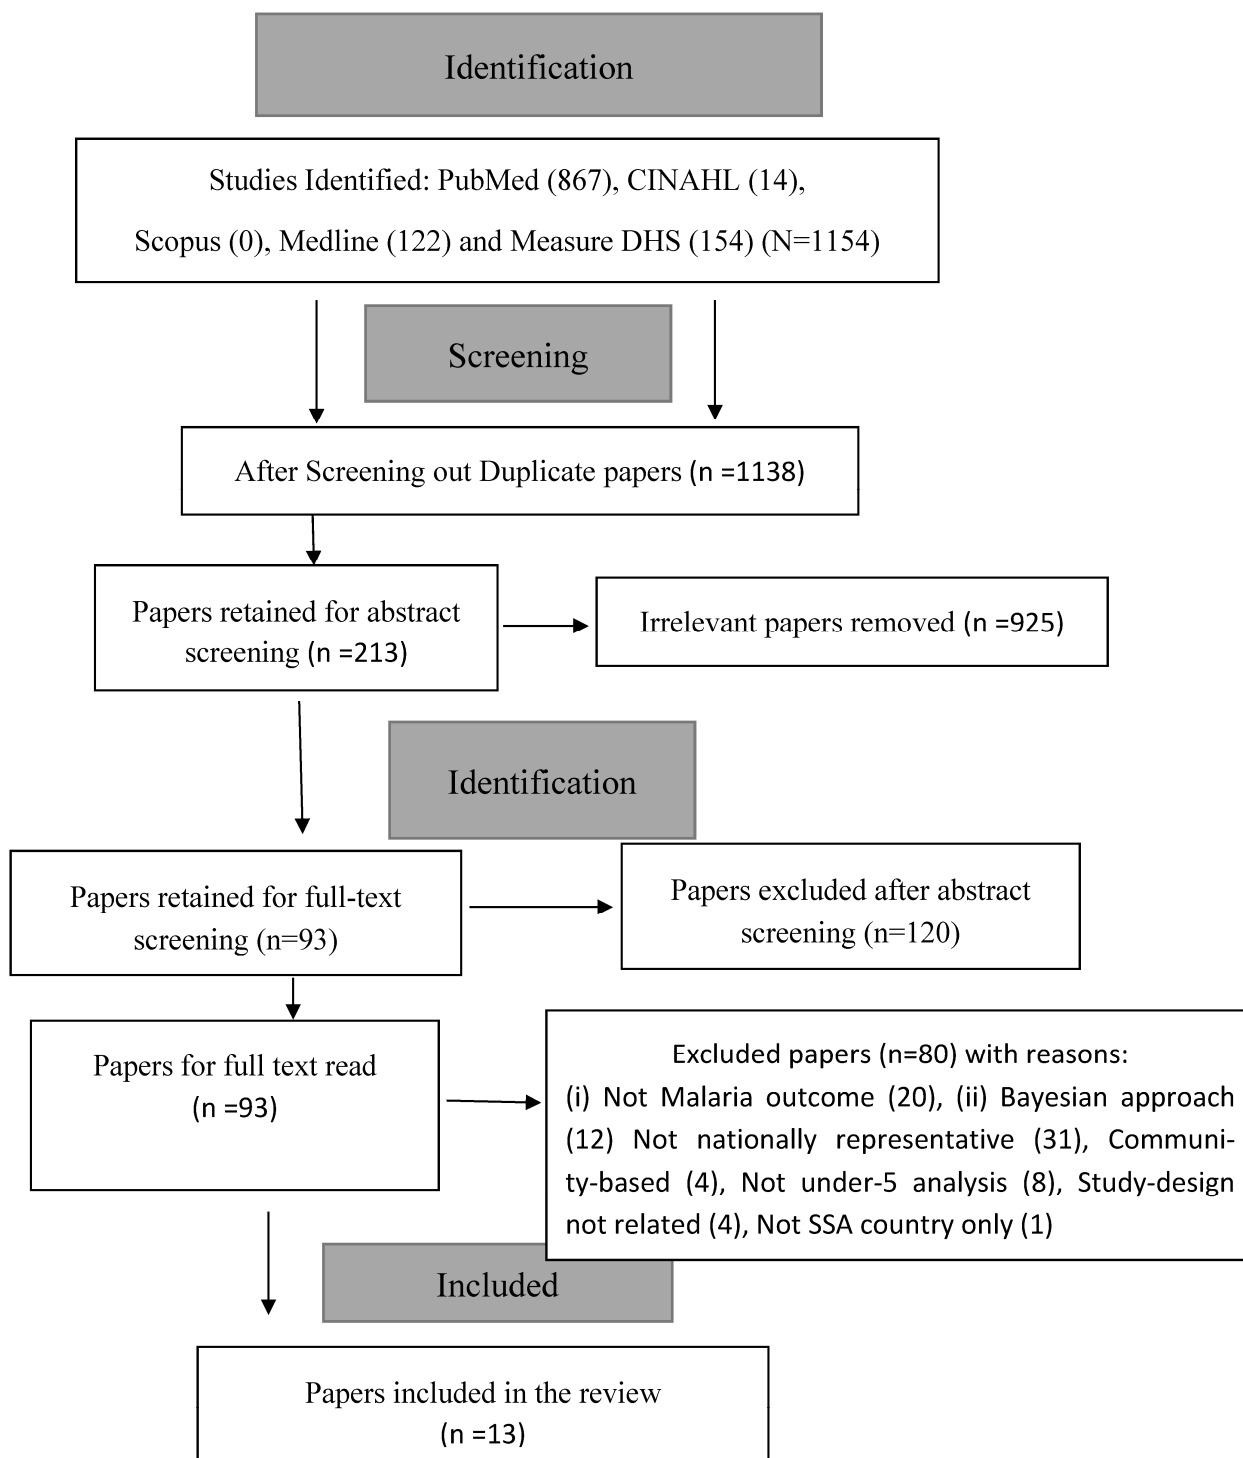 Identification
Studies Identified: PubMed (867), CINAHL (14),
Scopus (0), Medline (122) and Measure DHS (154) (N=1154)
Screening
After Screening out Duplicate papers (n =1138)
Papers retained for abstract
screening (n =213)
Irrelevant papers removed (n =925)
Identification
Papers retained for full-text
screening (n=93)
Papers excluded after abstract
screening (n=120)
Papers for full text read
(n =93)
Excluded papers (n=80) with reasons:
(i) Not Malaria outcome (20), (ii) Bayesian approach
(12) Not nationally representative (31), Communi-
ty-based (4), Not under-5 analysis (8), Study-design
not related (4), Not SSA country only (1)
Included
Papers included in the review
(n =13)